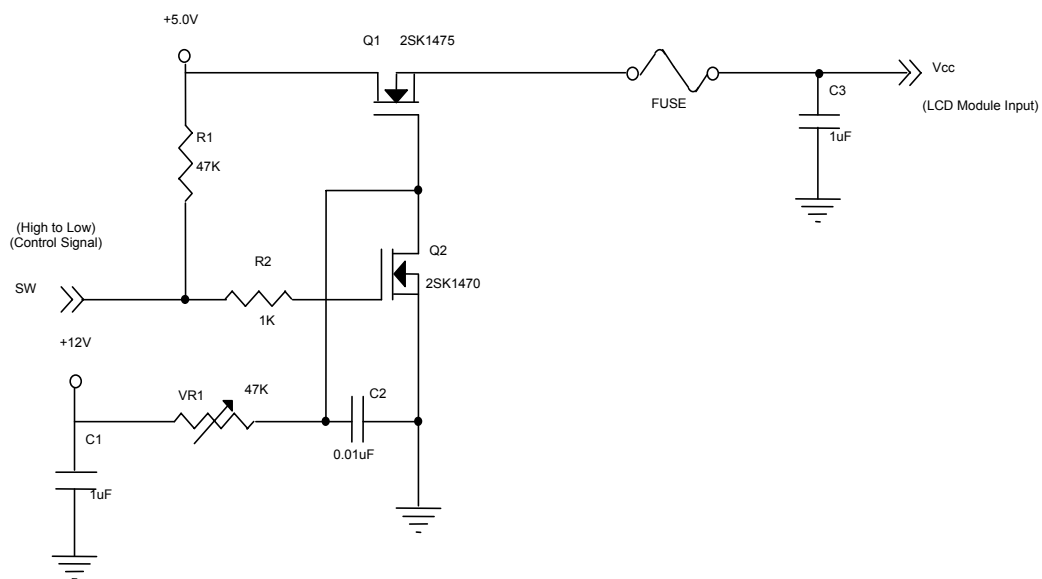 +5.0V
Q1 2SK1475
Vcc
C3
FUSE
(LCD Module Input)
R1
1uF
47K
(High to Low)
(Control Signal)
Q2
R2
SW
2SK1470
1K
+12V
VR1
47K
C2
C1
0.01uF
1uF